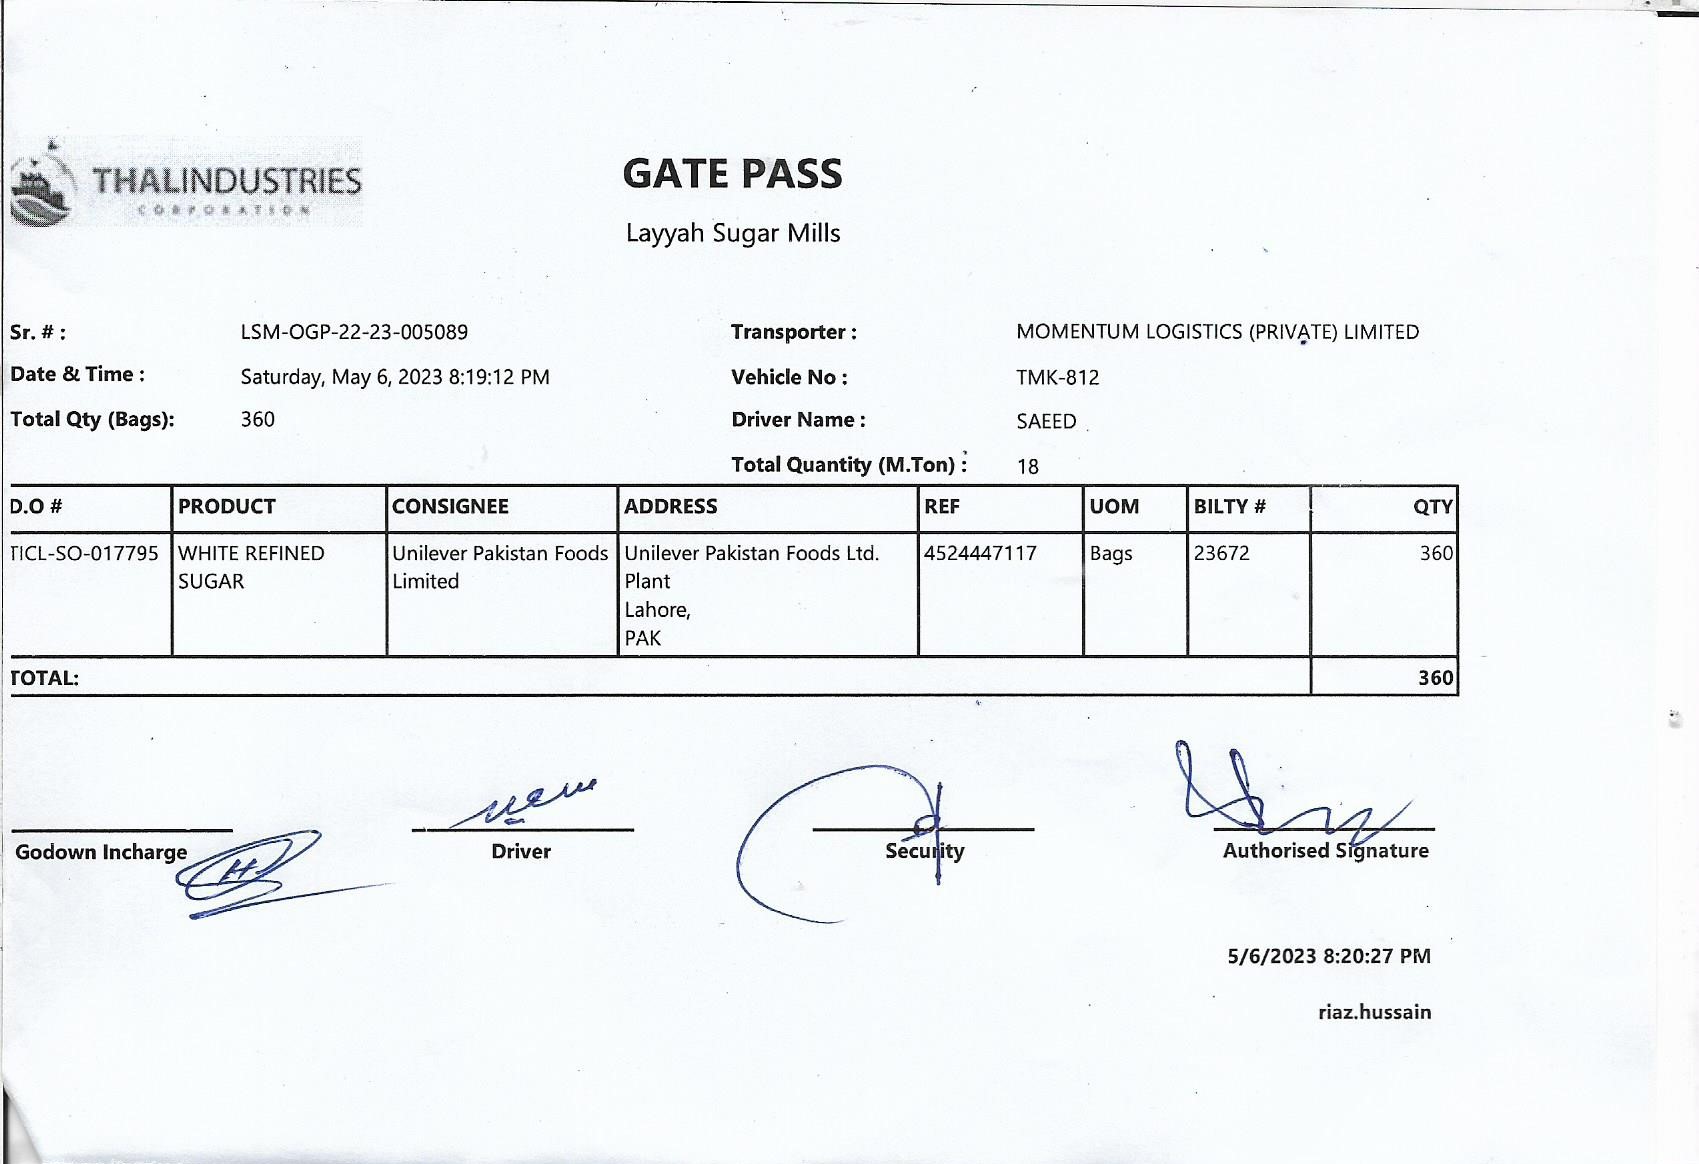 THALINDUSTRIES
CORPORATION
GATE PASS
Layyah Sugar Mills
Sr. # : LSM-OGP-22-23-005089 Transporter : MOMENTUM LOGISTICS (PRIVATE) LIMITED
Date & Time : Saturday, May 6, 2023 8:19:12 PM Vehicle No : TMK-812
Total Qty (Bags): 360 Driver Name : SAEED
Total Quantity (M.Ton) : 18
D.O # PRODUCT CONSIGNEE ADDRESS REF UOM BILTY # QTY
TICL-SO-017795 WHITE REFINED Unilever Pakistan Foods Unilever Pakistan Foods Ltd. 4524447117 Bags 23672 360
SUGAR Limited Plant
Lahore,
PAK
TOTAL: 360
Godown Incharge Driver Security Authorised Signature
5/6/2023 8:20:27 PM
riaz.hussain